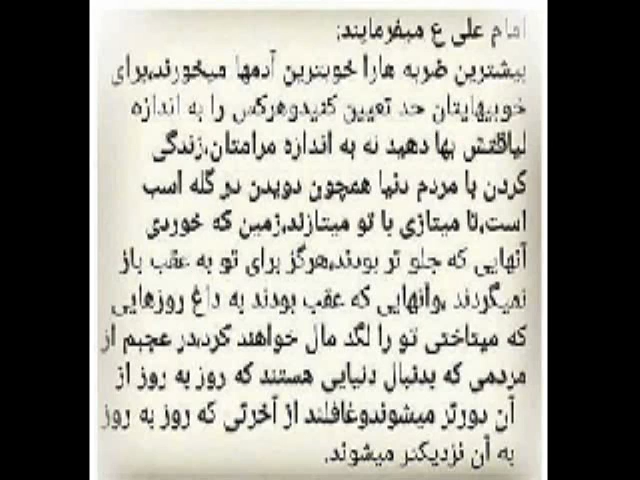 امام علی ع میفرمایند:
بیشترین ضربه هارا خوبترین آدمها میخورند،برای
خوبیهایتان حد تعیین کنیدوهرکس را به اندازه
لیاقتش بها دهید نه به اندازه مرامتان،زندگی
کردن با مردم دنیا همچون دویدن در گله اسب
است،تا میتازی با تو میتازند،زمین که خوردی
آنهایی که جلو تر بودند،هرگز برای تو به عقب باز
نمیگردند ،وآنهایی که عقب بودند به داغ روزهایی
که میتاختی تو را لگد مال خواهند کرد،در عجبم از
مردمی که بدنبال دنیایی هستند که روز به روز از
آن دورتر میشوندوغافلند از آخرتی که روز به روز
به آن نزدیکتر میشوند.